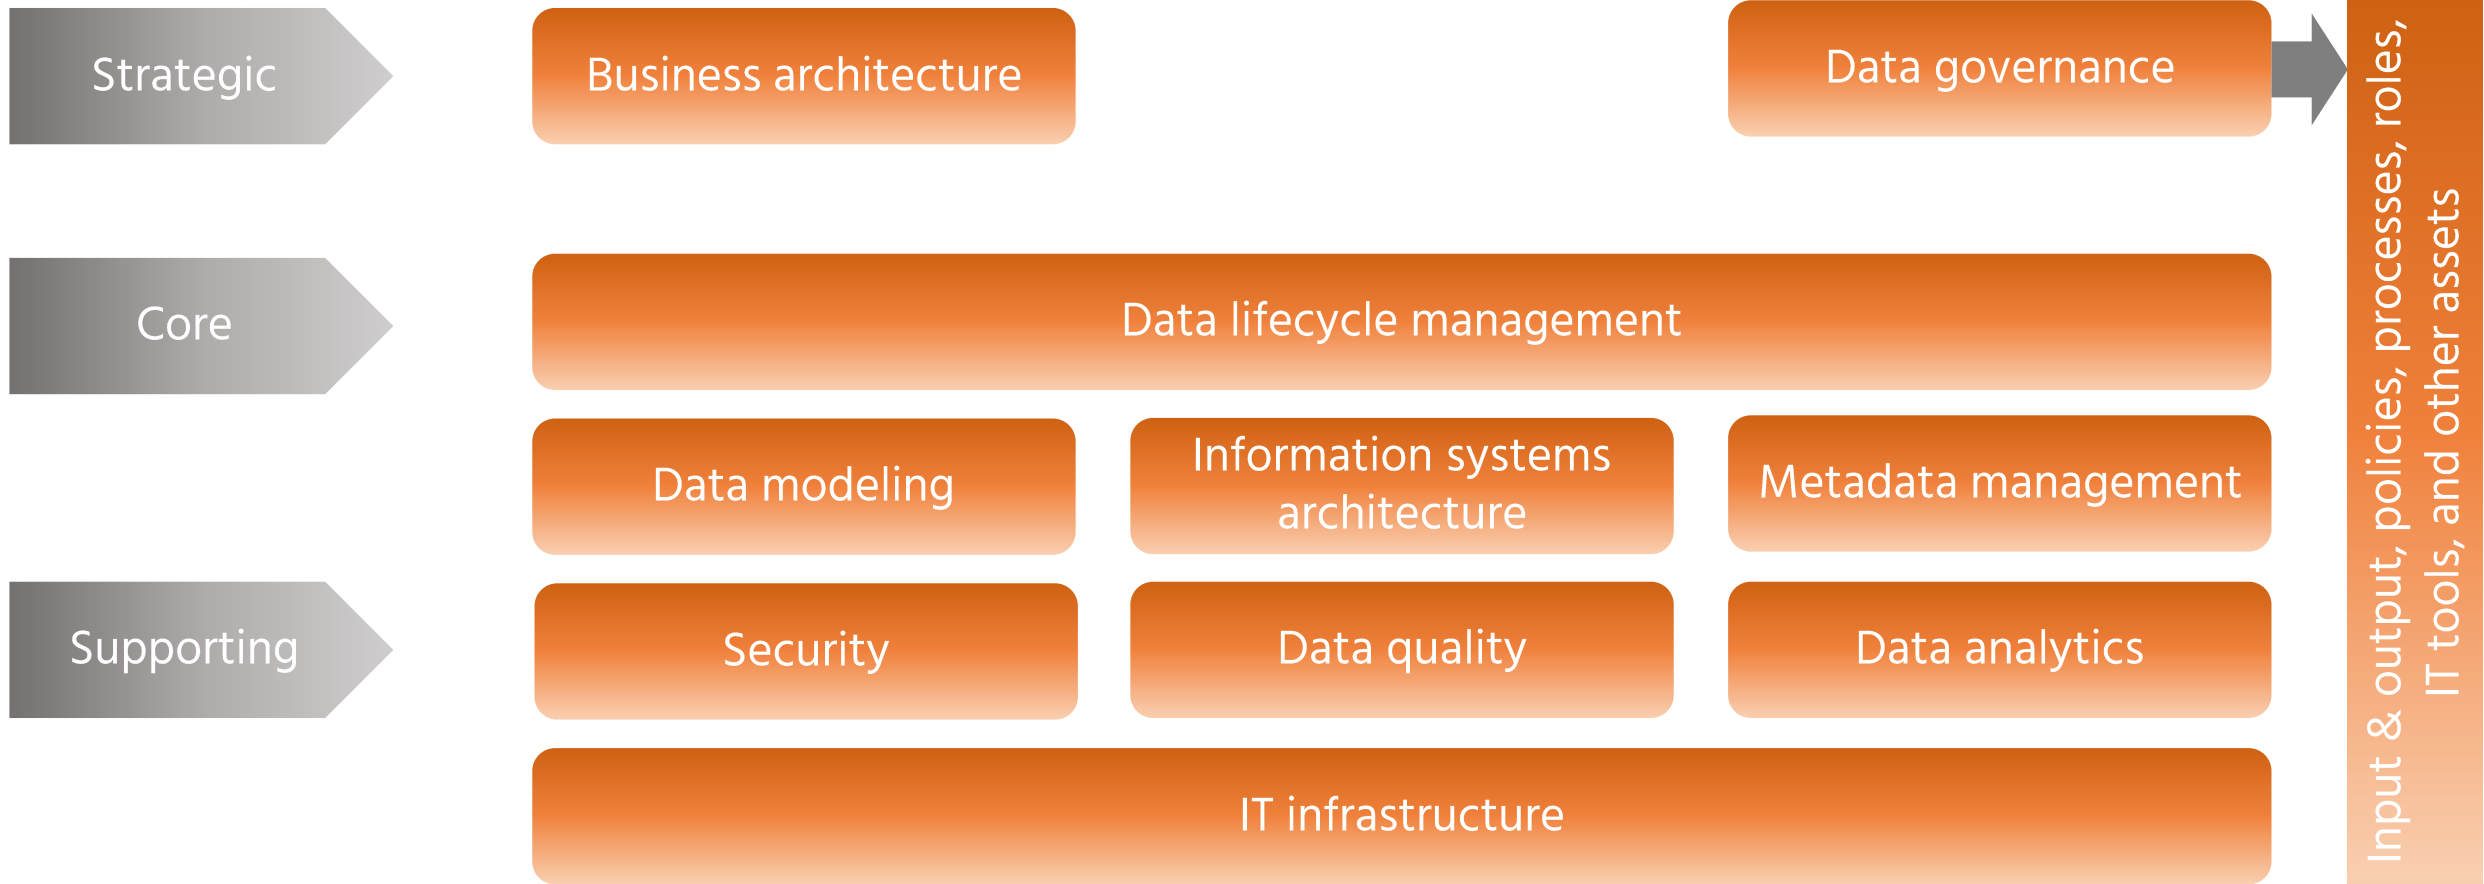 Strategic
Business architecture
Data governance
Core
Data lifecycle management
Data modeling
Information systems
architecture
Metadata management
Supporting
Security
Data quality
Data analytics
IT infrastructure
Input & output, policies, processes, roles,
IT tools, and other assets